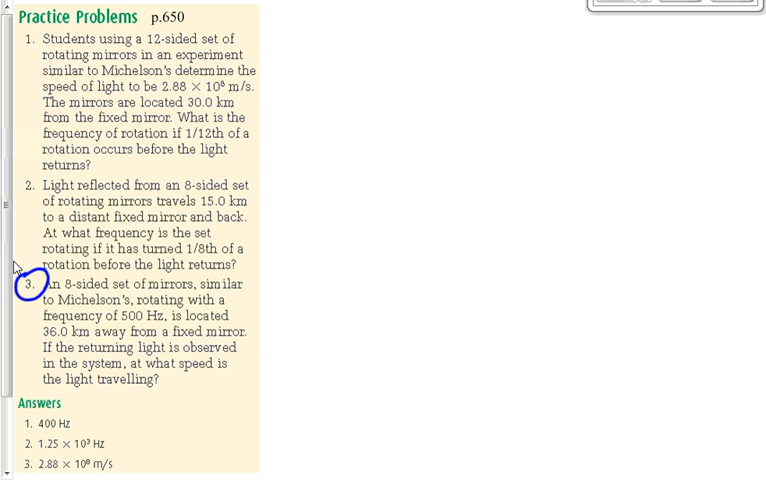 Practice Problems p.650
1. Students using a 12-sided set of
rotating mirrors in an experiment
similar to Michelson's determine the
speed of light to be 2.88 × 10⁸ m/s.
The mirrors are located 30.0 km
from the fixed mirror. What is the
frequency of rotation if 1/12th of a
rotation occurs before the light
returns?
2. Light reflected from an 8-sided set
of rotating mirrors travels 15.0 km
to a distant fixed mirror and back.
At what frequency is the set
rotating if it has turned 1/8th of a
rotation before the light returns?
3. An 8-sided set of mirrors, similar
to Michelson's, rotating with a
frequency of 500 Hz, is located
36.0 km away from a fixed mirror.
If the returning light is observed
in the system, at what speed is
the light travelling?
Answers
1. 400 Hz
2. 1.25 × 10³ Hz
3. 2.88 × 10⁸ m/s